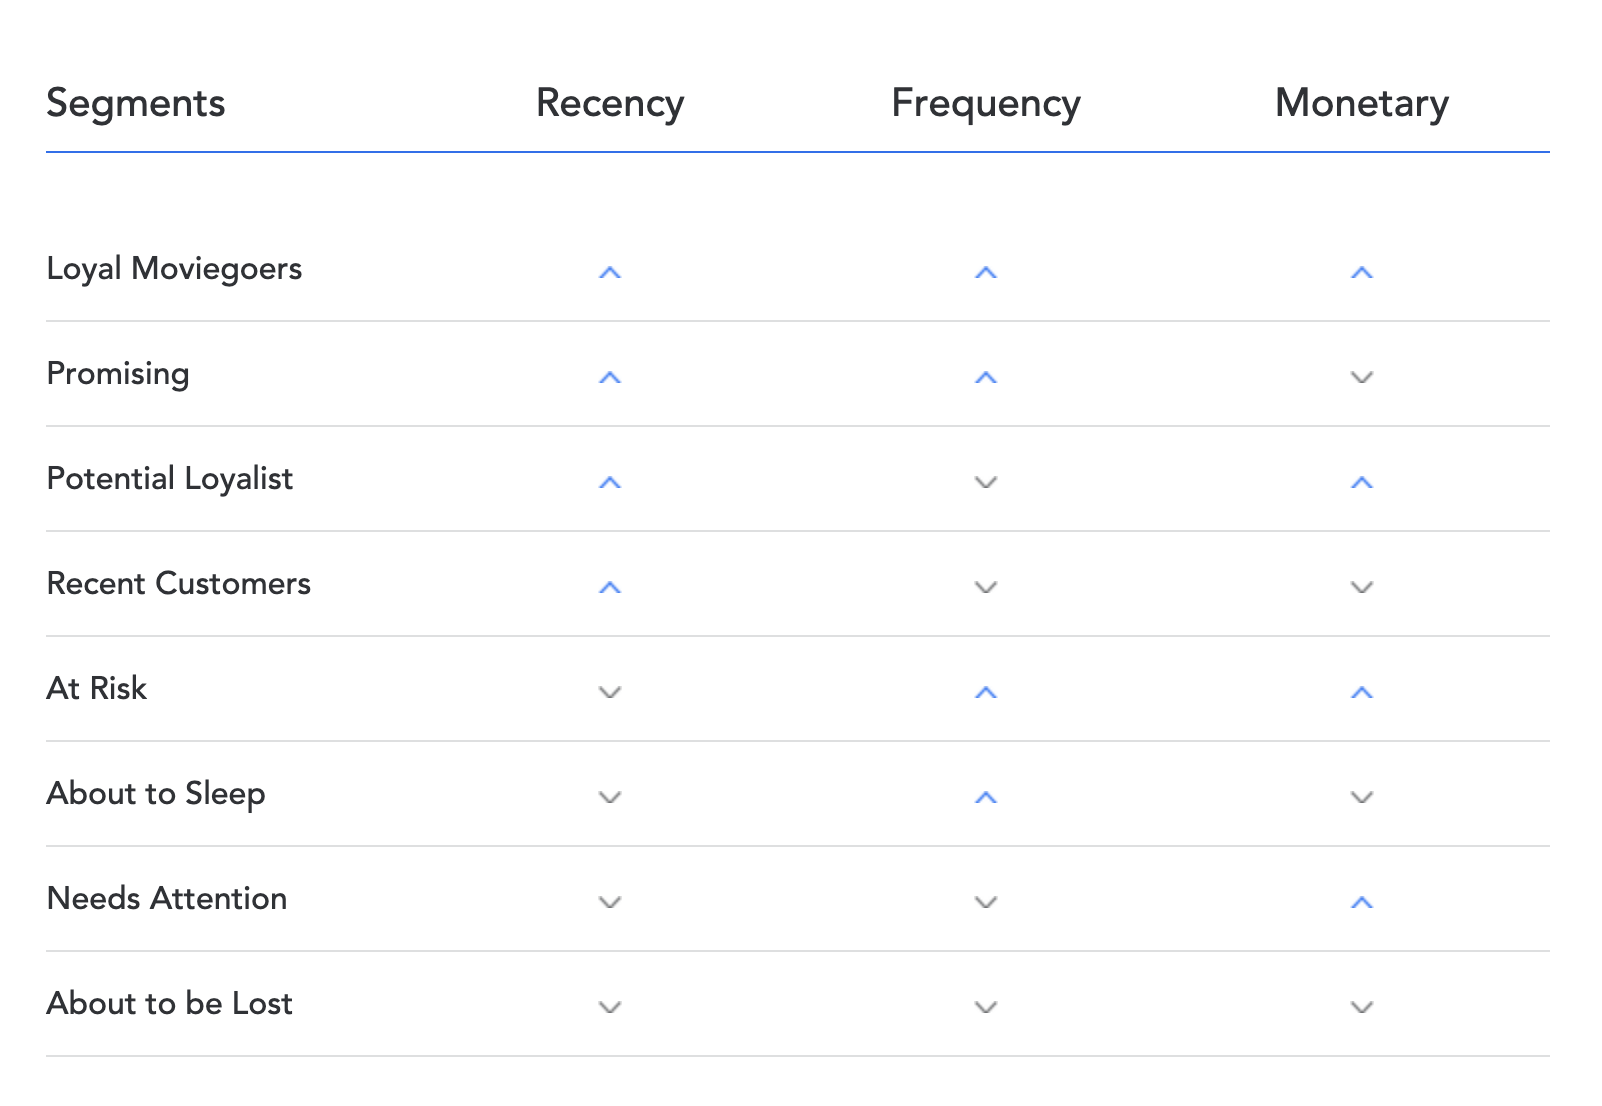 Segments Recency Frequency Monetary
Loyal Moviegoers
Promising
Potential Loyalist
Recent Customers
At Risk
About to Sleep
Needs Attention
About to be Lost